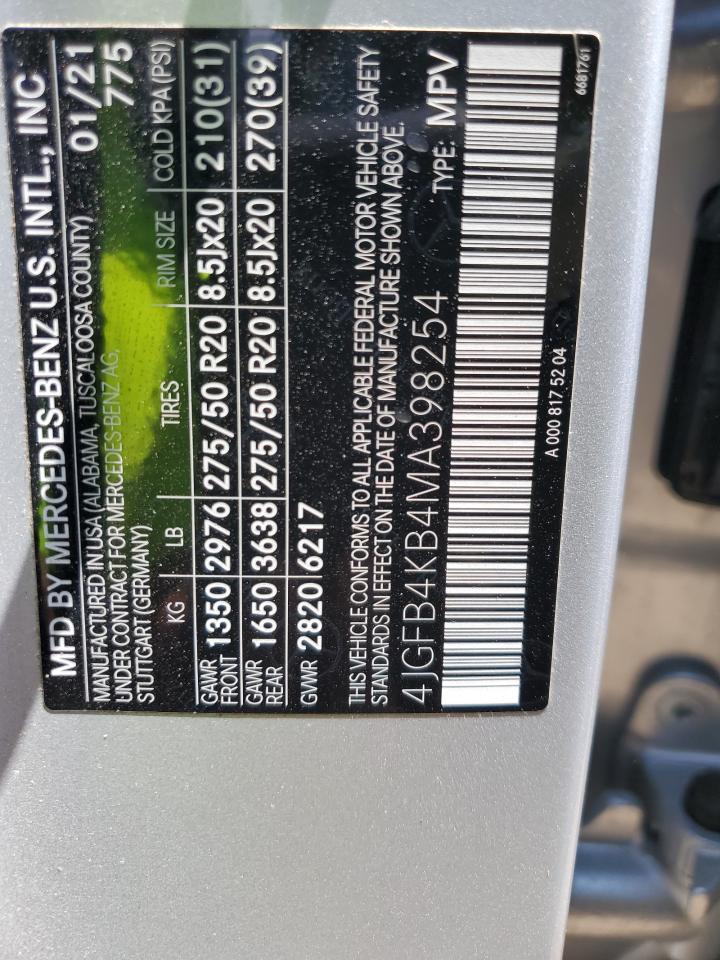 MFD BY MERCEDES-BENZ U.S. INTL., INC
MANUFACTURED IN USA (ALABAMA, TUSCALOOSA COUNTY) 01/21
UNDER CONTRACT FOR MERCEDES-BENZ AG, 775
STUTTGART (GERMANY)
KG LB TIRES RIM SIZE COLD KPA(PSI)
GAWR FRONT 1350 2976 275/50 R20 8.5Jx20 210(31)
GAWR REAR 1650 3638 275/50 R20 8.5Jx20 270(39)
GVWR 2820 6217
THIS VEHICLE CONFORMS TO ALL APPLICABLE FEDERAL MOTOR VEHICLE SAFETY
STANDARDS IN EFFECT ON THE DATE OF MANUFACTURE SHOWN ABOVE.
4JGFB4KB4MA398254 TYPE: MPV
A 000 817 52 04 6681761